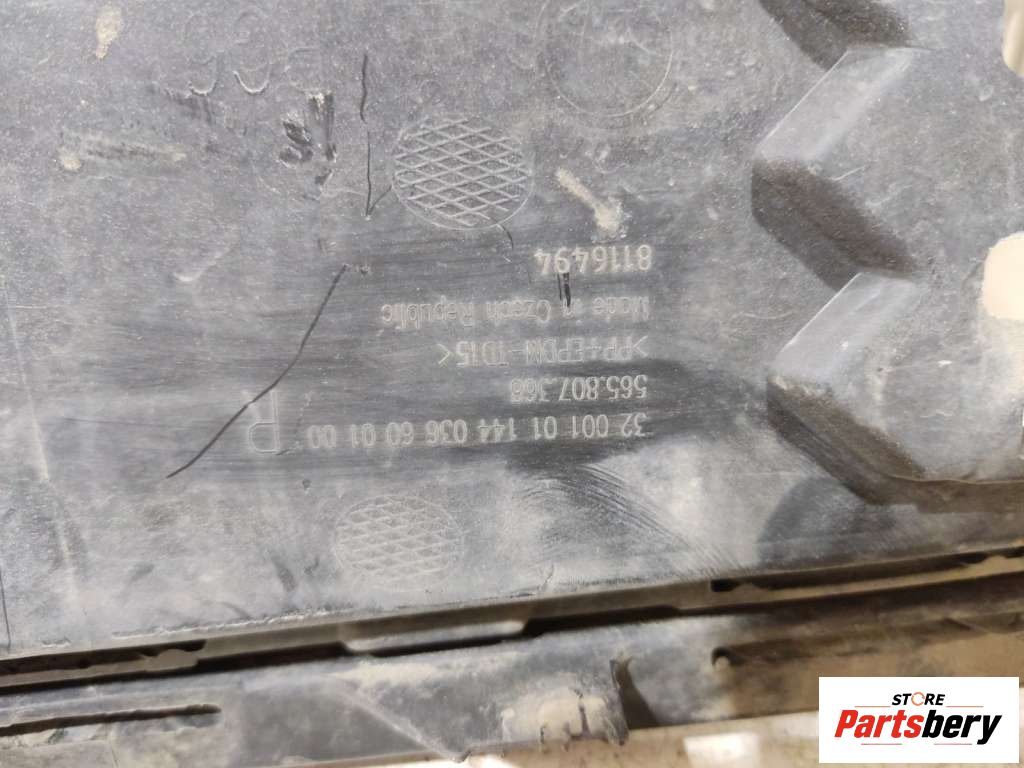 32 001 01 144 036 60 01 00
565.807.368
>PP+EPDM-TD15<
Made in Czech Republic
8116494
R
STORE
Partsbery